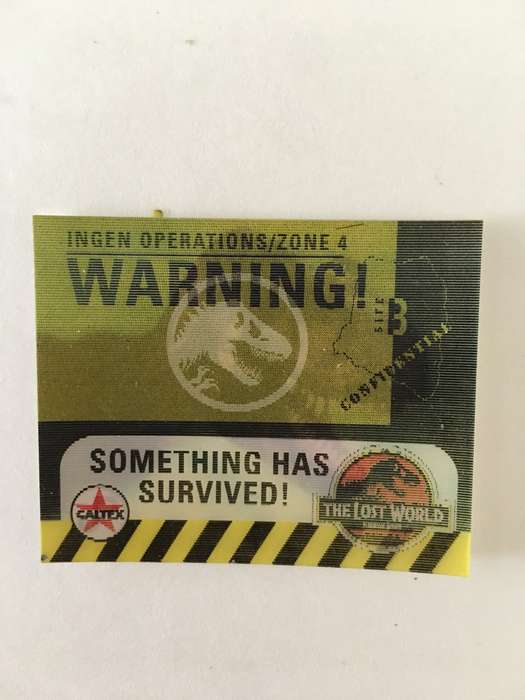 INGEN OPERATIONS/ZONE 4
WARNING!
SITE B
CONFIDENTIAL
SOMETHING HAS
SURVIVED!
CALTEX
THE LOST WORLD